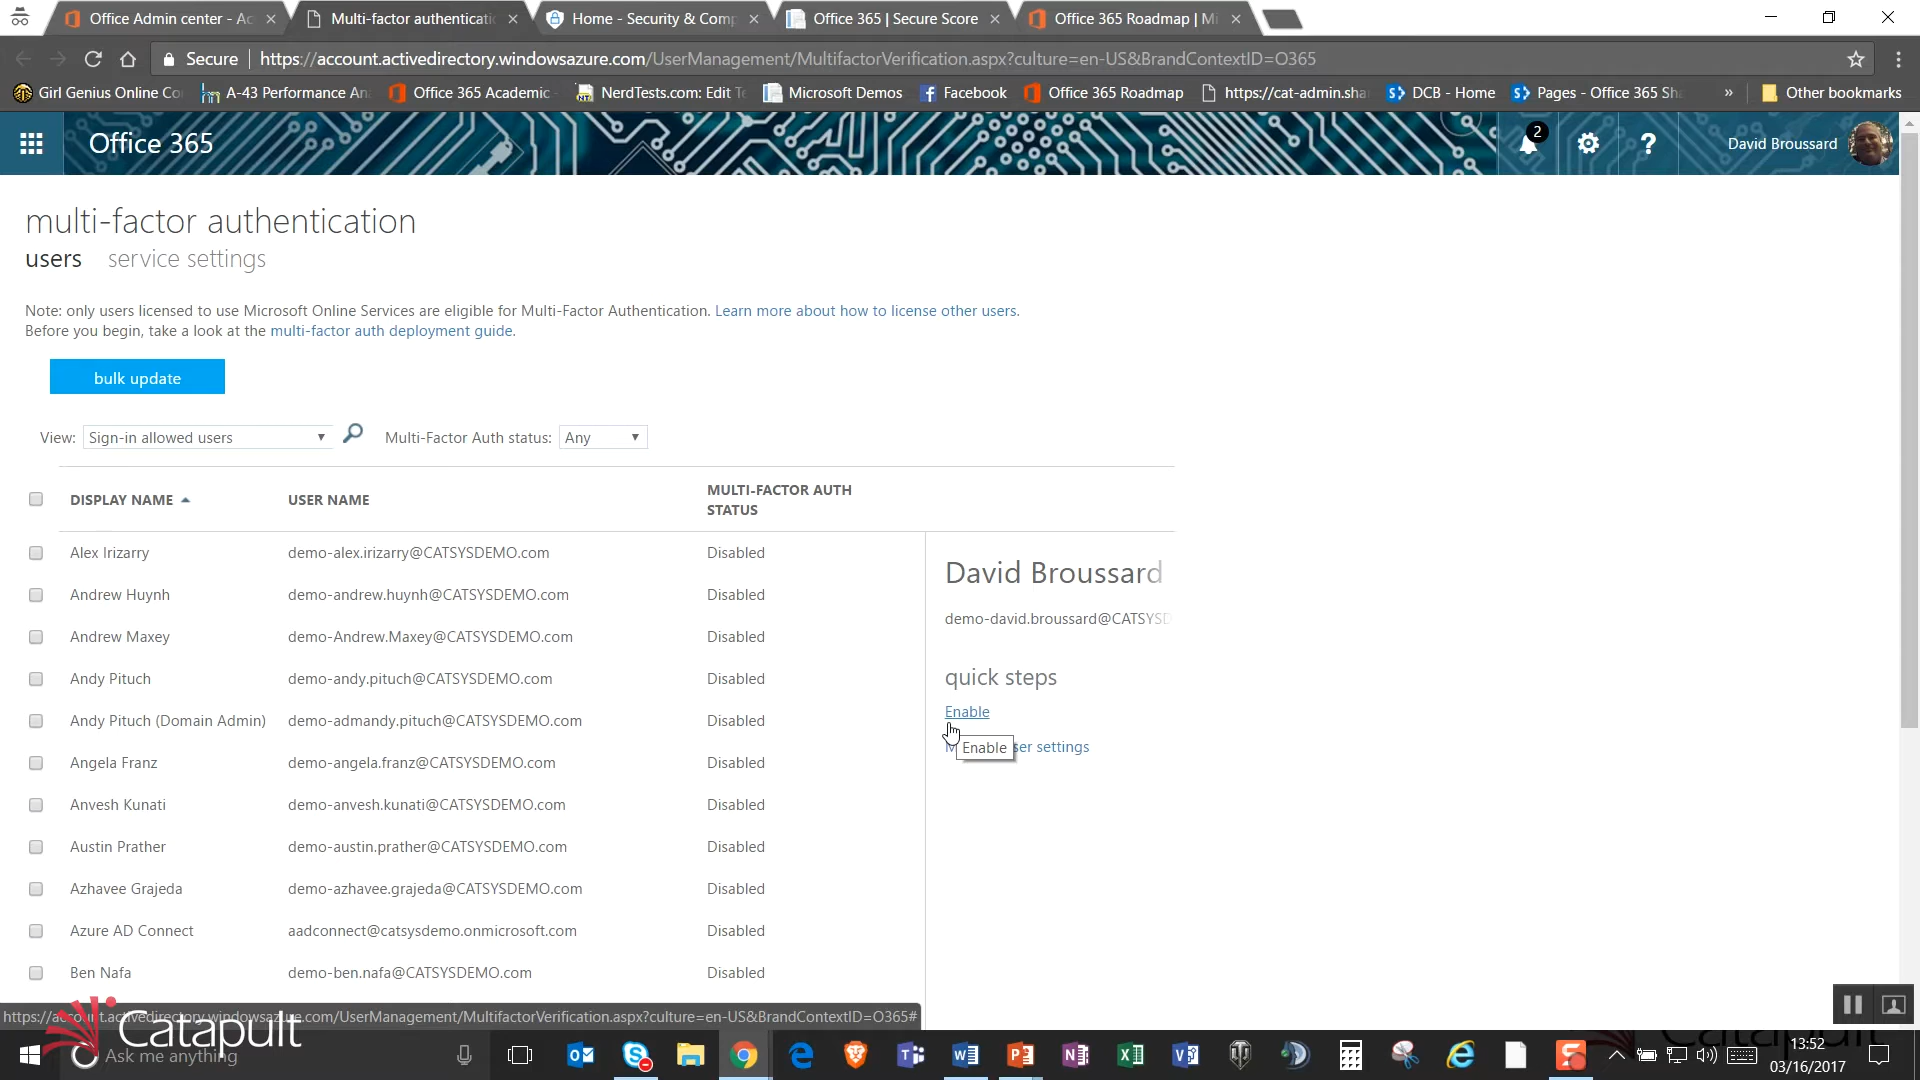 Office Admin center - Ac
Multi-factor authenticati
Home - Security & Comp
Office 365 | Secure Score
Office 365 Roadmap | Mi
Secure
https://account.activedirectory.windowsazure.com/UserManagement/MultifactorVerification.aspx?culture=en-US&BrandContextID=O365
Girl Genius Online Co
A-43 Performance An
Office 365 Academic
NerdTests.com: Edit Te
Microsoft Demos
Facebook
Office 365 Roadmap
https://cat-admin.sha
DCB - Home
Pages - Office 365 Sh
»
Other bookmarks
Office 365
2
?
David Broussard
multi-factor authentication
users
service settings
Note: only users licensed to use Microsoft Online Services are eligible for Multi-Factor Authentication. Learn more about how to license other users.
Before you begin, take a look at the multi-factor auth deployment guide.
bulk update
View: Sign-in allowed users
Multi-Factor Auth status: Any
DISPLAY NAME
USER NAME
MULTI-FACTOR AUTH
STATUS
Alex Irizarry demo-alex.irizarry@CATSYSDEMO.com Disabled
Andrew Huynh demo-andrew.huynh@CATSYSDEMO.com Disabled
Andrew Maxey demo-Andrew.Maxey@CATSYSDEMO.com Disabled
Andy Pituch demo-andy.pituch@CATSYSDEMO.com Disabled
Andy Pituch (Domain Admin) demo-admandy.pituch@CATSYSDEMO.com Disabled
Angela Franz demo-angela.franz@CATSYSDEMO.com Disabled
Anvesh Kunati demo-anvesh.kunati@CATSYSDEMO.com Disabled
Austin Prather demo-austin.prather@CATSYSDEMO.com Disabled
Azhavee Grajeda demo-azhavee.grajeda@CATSYSDEMO.com Disabled
Azure AD Connect aadconnect@catsysdemo.onmicrosoft.com Disabled
Ben Nafa demo-ben.nafa@CATSYSDEMO.com Disabled
David Broussard
demo-david.broussard@CATSYSD
quick steps
Enable
ser settings
Enable
https://account.activedirectory.windowsazure.com/UserManagement/MultifactorVerification.aspx?culture=en-US&BrandContextID=O365#
Catapult
Ask me anything
13:52
03/16/2017